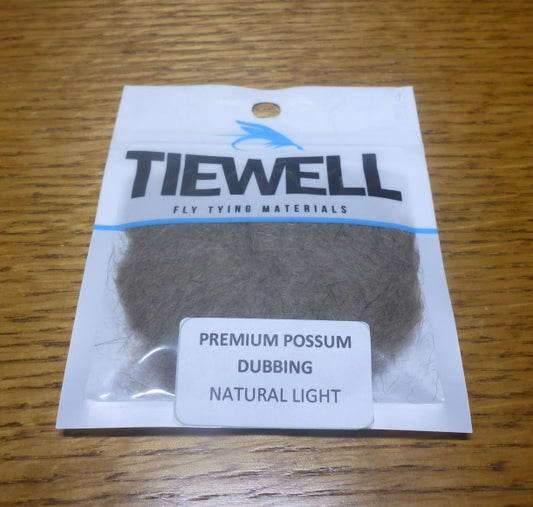 TIEWELL
FLY TYING MATERIALS
PREMIUM POSSUM
DUBBING
NATURAL LIGHT